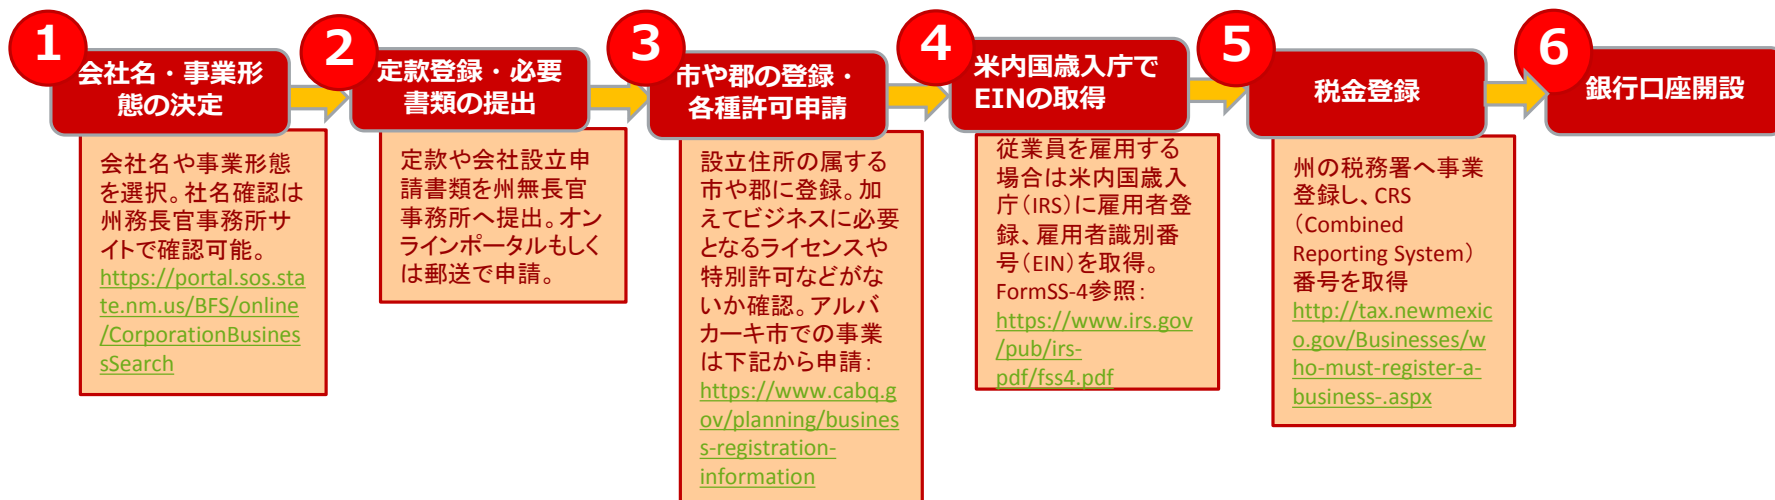 1
会社名・事業形
態の決定
会社名や事業形態
を選択。社名確認は
州務長官事務所サ
イトで確認可能。
https://portal.sos.sta
te.nm.us/BFS/online
/CorporationBusines
sSearch
2
定款登録・必要
書類の提出
定款や会社設立申
請書類を州無長官
事務所へ提出。オン
ラインポータルもしく
は郵送で申請。
3
市や郡の登録・
各種許可申請
設立住所の属する
市や郡に登録。加
えてビジネスに必要
となるライセンスや
特別許可などがな
いか確認。アルバ
カーキ市での事業
は下記から申請：
https://www.cabq.g
ov/planning/busines
s-registration-
information
4
米内国歳入庁で
EINの取得
従業員を雇用する
場合は米内国歳入
庁（IRS）に雇用者登
録、雇用者識別番
号（EIN）を取得。
FormSS-4参照：
https://www.irs.gov
/pub/irs-
pdf/fss4.pdf
5
税金登録
州の税務署へ事業
登録し、CRS
（Combined
Reporting System）
番号を取得
http://tax.newmexic
o.gov/Businesses/w
ho-must-register-a-
business-.aspx
6
銀行口座開設